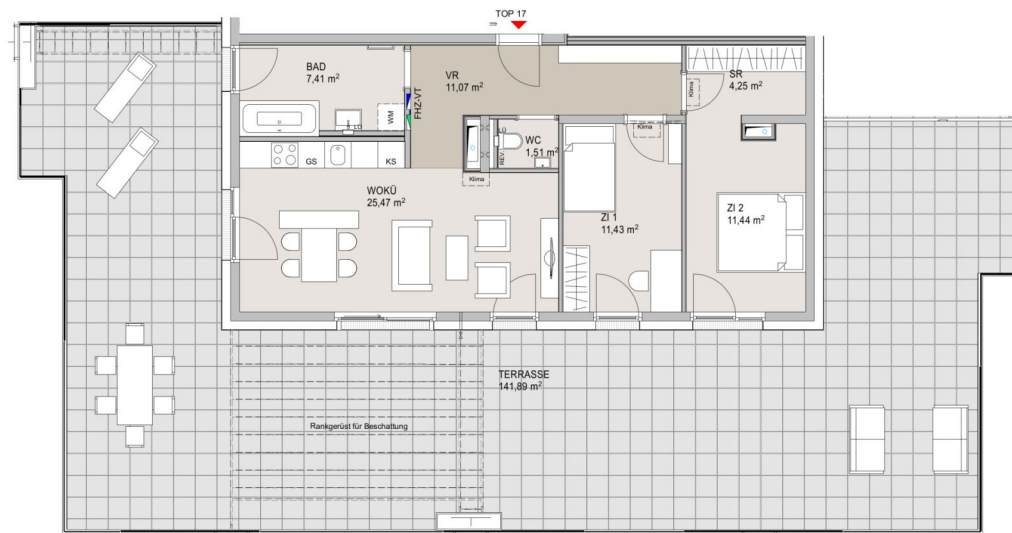 TOP 17
BAD
7,41 m²
VR
11,07 m²
SR
4,25 m²
Klima
Klima
FHZ-VT
WM
WC
1,51 m²
REV.
GS
KS
Klima
WOKÜ
25,47 m²
ZI 1
11,43 m²
ZI 2
11,44 m²
TERRASSE
141,89 m²
Rankgerüst für Beschattung